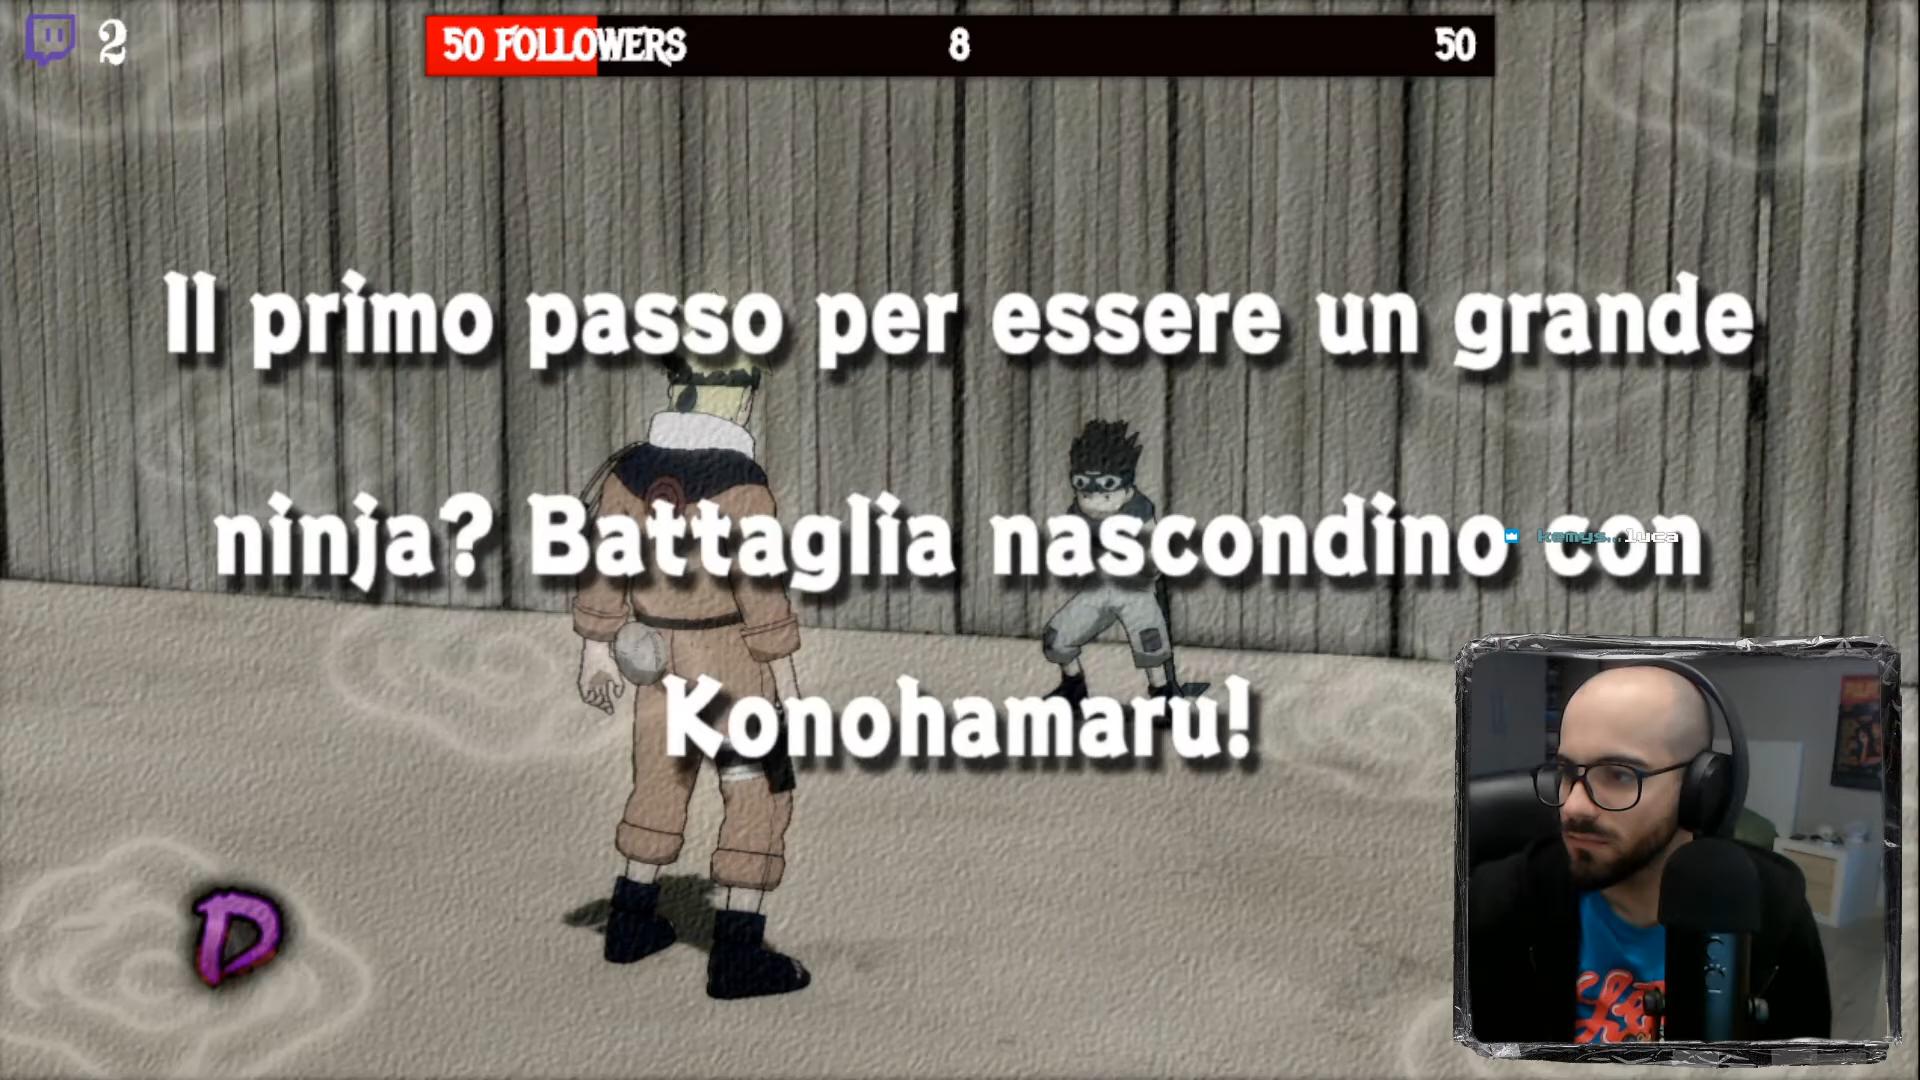 2
50 FOLLOWERS 8 50
Il primo passo per essere un grande
ninja? Battaglia nascondino con
Konohamaru!
D